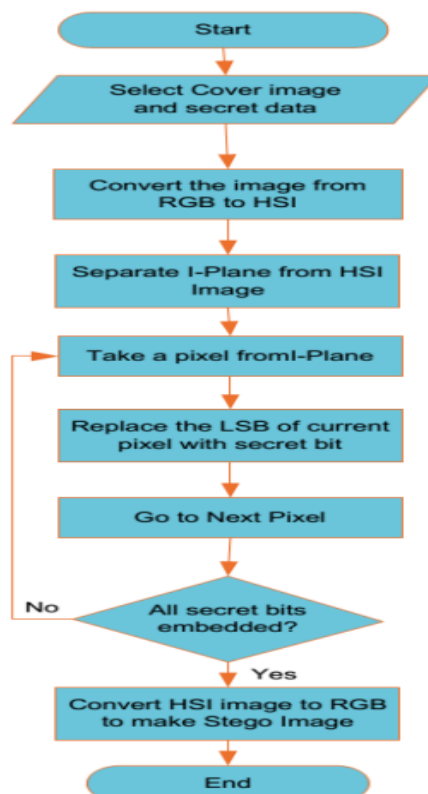 Start
Select Cover image
and secret data
Convert the image from
RGB to HSI
Separate I-Plane from HSI
Image
Take a pixel fromI-Plane
Replace the LSB of current
pixel with secret bit
Go to Next Pixel
All secret bits
embedded?
No
Yes
Convert HSI image to RGB
to make Stego Image
End